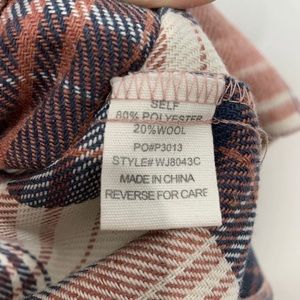 SELF
80% POLYESTER
20%WOOL
PO#P3013
STYLE# WJ8043C
MADE IN CHINA
REVERSE FOR CARE